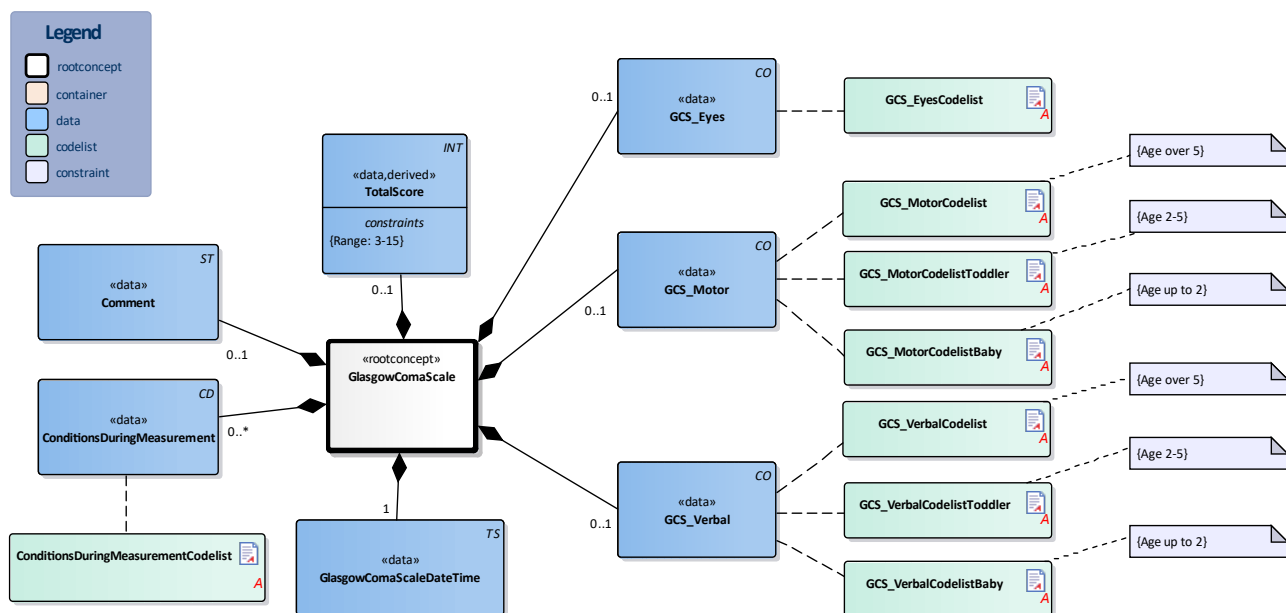 Legend
rootconcept
container
data
codelist
constraint
INT
«data,derived»
TotalScore
constraints
{Range: 3-15}
0..1
ST
«data»
Comment
0..1
CD
«data»
ConditionsDuringMeasurement
0..*
ConditionsDuringMeasurementCodelist
A
«rootconcept»
GlasgowComaScale
1
TS
«data»
GlasgowComaScaleDateTime
CO
«data»
GCS_Eyes
0..1
GCS_EyesCodelist
A
CO
«data»
GCS_Motor
0..1
GCS_MotorCodelist
A
{Age over 5}
GCS_MotorCodelistToddler
A
{Age 2-5}
GCS_MotorCodelistBaby
A
{Age up to 2}
CO
«data»
GCS_Verbal
0..1
GCS_VerbalCodelist
A
{Age over 5}
GCS_VerbalCodelistToddler
A
{Age 2-5}
GCS_VerbalCodelistBaby
A
{Age up to 2}